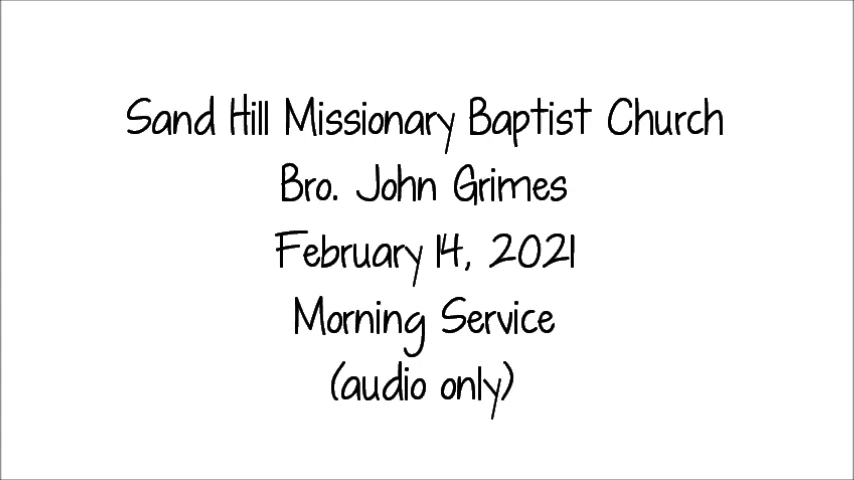 Sand Hill Missionary Baptist Church
Bro. John Grimes
February 14, 2021
Morning Service
(audio only)